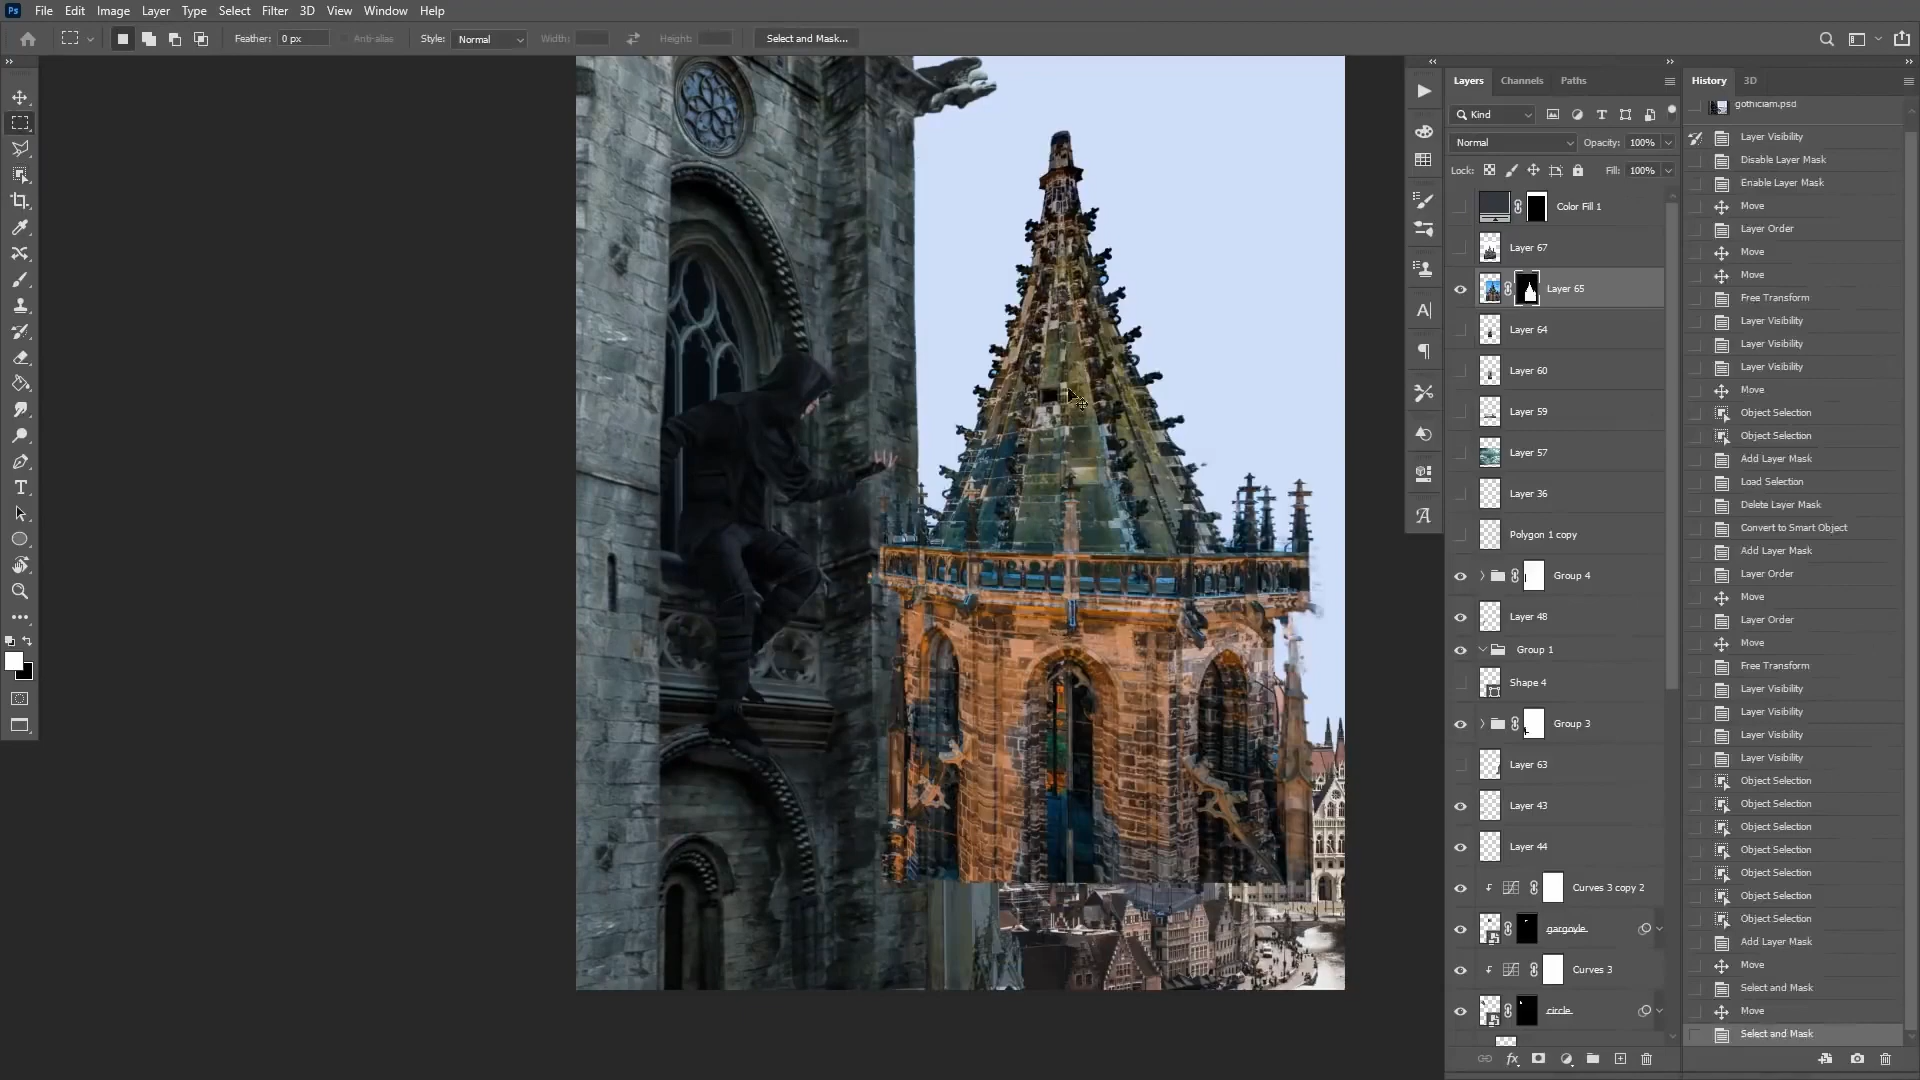 Ps File Edit Image Layer Type Select Filter 3D View Window Help
Feather: 0 px Anti-alias Style: Normal Width: Height: Select and Mask...
Layers Channels Paths
Kind
Normal Opacity: 100%
Lock: Fill: 100%
Color Fill 1
Layer 67
Layer 65
Layer 64
Layer 60
Layer 59
Layer 57
Layer 36
Polygon 1 copy
Group 4
Layer 48
Group 1
Shape 4
Group 3
Layer 63
Layer 43
Layer 44
Curves 3 copy 2
gargoyle
Curves 3
circle
fx
History 3D
gothiclam.psd
Layer Visibility
Disable Layer Mask
Enable Layer Mask
Move
Layer Order
Move
Move
Free Transform
Layer Visibility
Layer Visibility
Layer Visibility
Move
Object Selection
Object Selection
Add Layer Mask
Load Selection
Delete Layer Mask
Convert to Smart Object
Add Layer Mask
Layer Order
Move
Layer Order
Move
Free Transform
Layer Visibility
Layer Visibility
Layer Visibility
Layer Visibility
Object Selection
Object Selection
Object Selection
Object Selection
Object Selection
Object Selection
Object Selection
Add Layer Mask
Move
Select and Mask
Move
Select and Mask